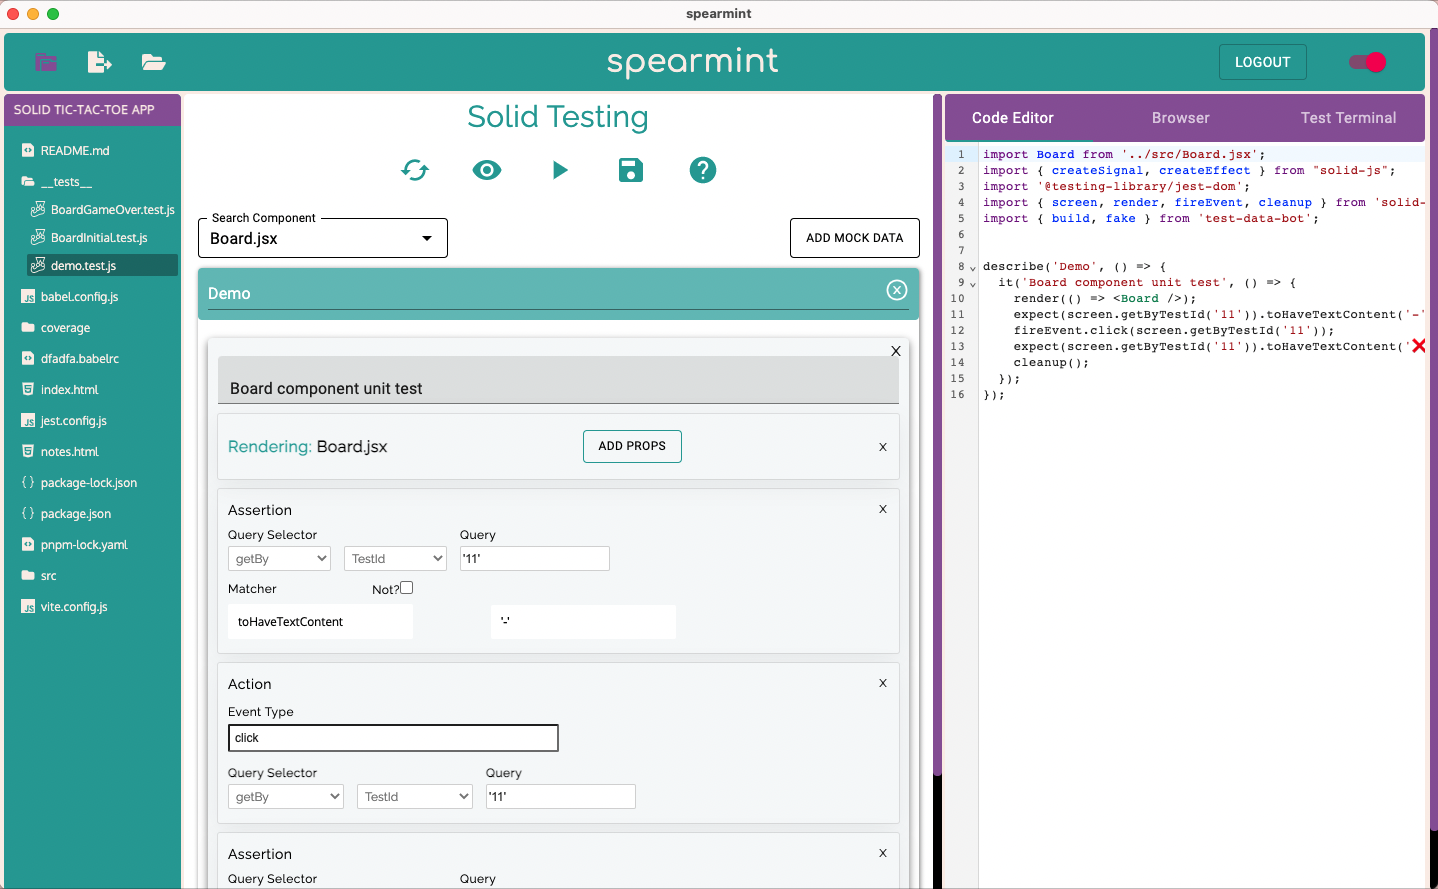 spearmint
spearmint
LOGOUT
SOLID TIC-TAC-TOE APP
README.md
__tests__
BoardGameOver.test.js
BoardInitial.test.js
demo.test.js
babel.config.js
coverage
dfadfa.babelrc
index.html
jest.config.js
notes.html
package-lock.json
package.json
pnpm-lock.yaml
src
vite.config.js
Solid Testing
Search Component
Board.jsx
ADD MOCK DATA
Demo
X
Board component unit test
Rendering: Board.jsx
ADD PROPS
X
Assertion
X
Query Selector
Query
getBy
TestId
'11'
Matcher
Not?
toHaveTextContent
'-'
Action
X
Event Type
click
Query Selector
Query
getBy
TestId
'11'
Assertion
X
Query Selector
Query
Code Editor
Browser
Test Terminal
1 import Board from '../src/Board.jsx';
2 import { createSignal, createEffect } from "solid-js";
3 import '@testing-library/jest-dom';
4 import { screen, render, fireEvent, cleanup } from 'solid-
5 import { build, fake } from 'test-data-bot';
6
7
8 describe('Demo', () => {
9 it('Board component unit test', () => {
10 render(() => <Board />);
11 expect(screen.getByTestId('11')).toHaveTextContent('-'
12 fireEvent.click(screen.getByTestId('11'));
13 expect(screen.getByTestId('11')).toHaveTextContent('
14 cleanup();
15 });
16 });